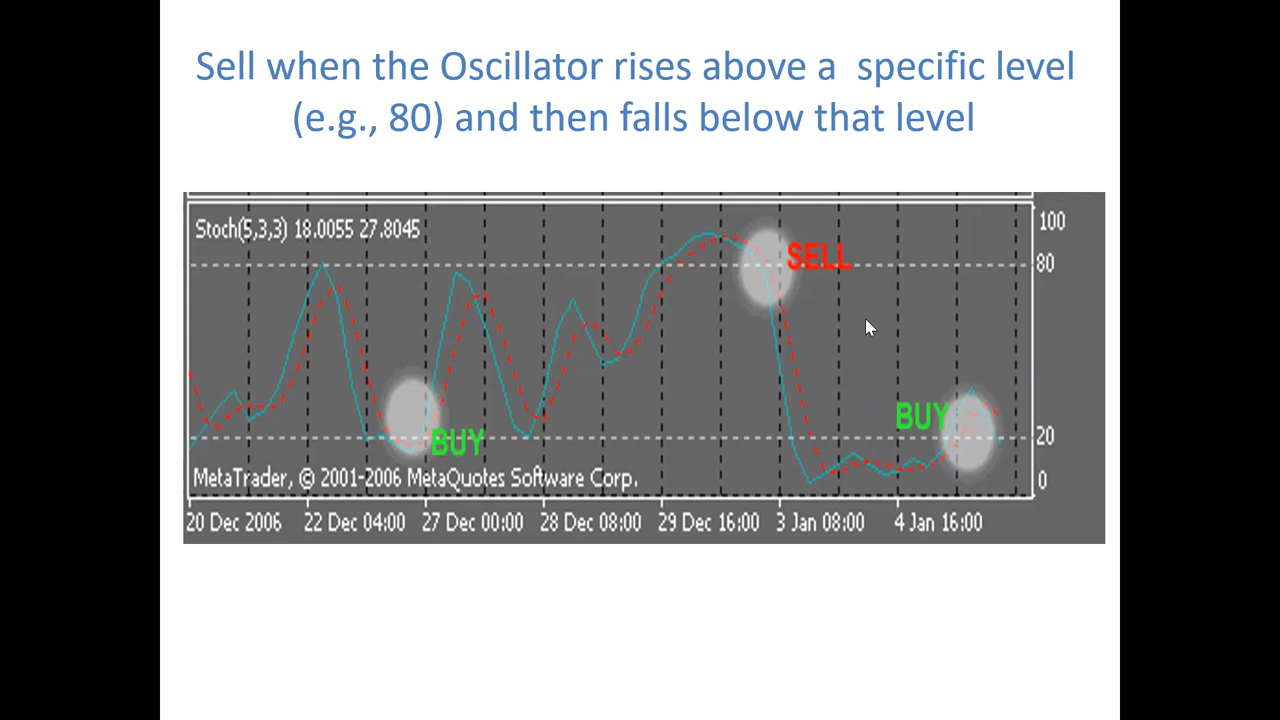 Sell when the Oscillator rises above a  specific level
(e.g., 80) and then falls below that level
Stoch(5,3,3) 18.0055 27.8045
100
SELL
80
BUY
BUY
20
MetaTrader, © 2001-2006 MetaQuotes Software Corp.
0
20 Dec 2006 22 Dec 04:00 27 Dec 00:00 28 Dec 08:00 29 Dec 16:00 3 Jan 08:00 4 Jan 16:00